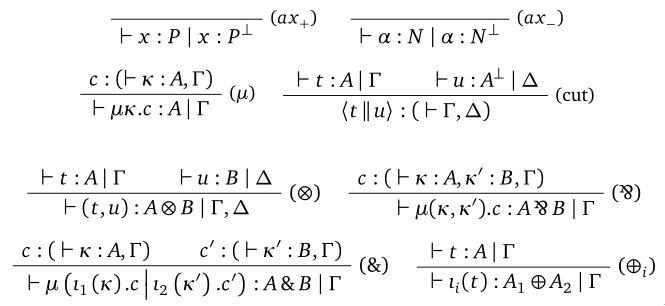 ⊢ x : P | x : P⊥ (ax+) ⊢ α : N | α : N⊥ (ax−)
c : (⊢ κ : A, Γ) ⊢ t : A | Γ ⊢ u : A⊥ | Δ
⊢ μκ.c : A | Γ (μ) ⟨t ∥ u⟩ : (⊢ Γ, Δ) (cut)
⊢ t : A | Γ ⊢ u : B | Δ c : (⊢ κ : A, κ′ : B, Γ)
⊢ (t, u) : A ⊗ B | Γ, Δ (⊗) ⊢ μ(κ, κ′).c : A ⅋ B | Γ (⅋)
c : (⊢ κ : A, Γ) c′ : (⊢ κ′ : B, Γ) ⊢ t : A | Γ
⊢ μ (ι1 (κ) .c | ι2 (κ′) .c′) : A & B | Γ (&) ⊢ ιi(t) : A1 ⊕ A2 | Γ (⊕i)